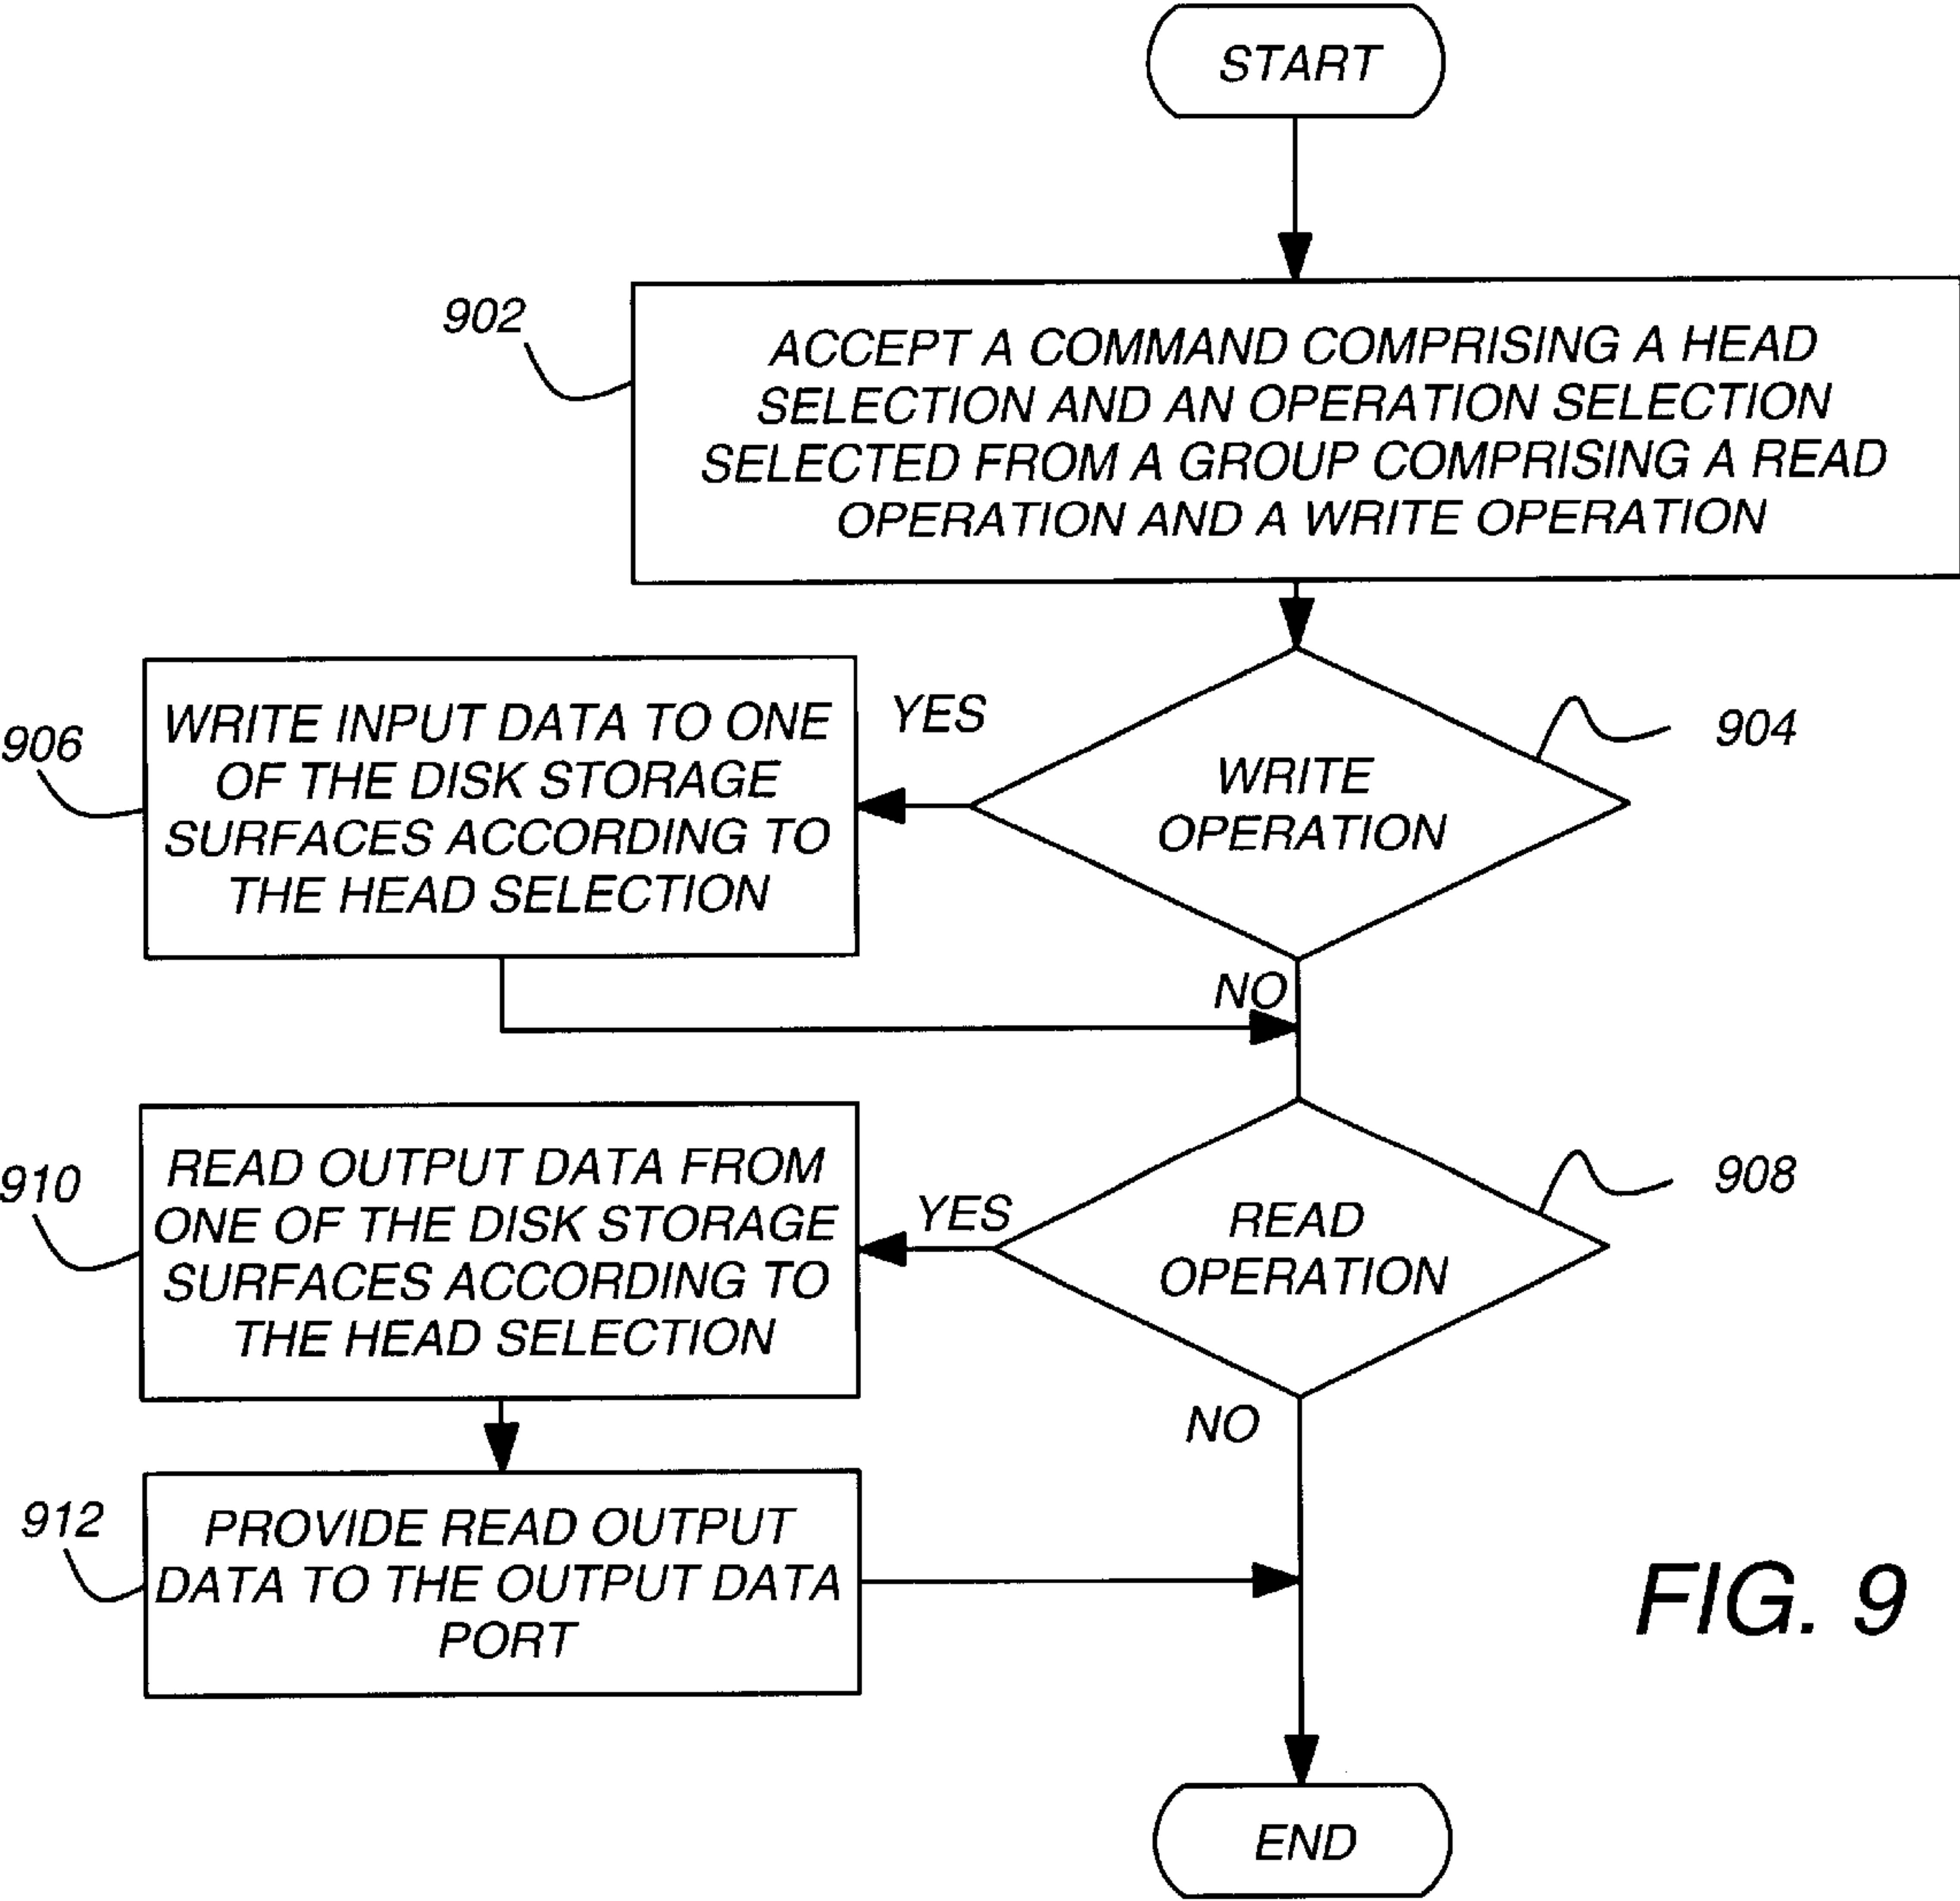 START
902
ACCEPT A COMMAND COMPRISING A HEAD
SELECTION AND AN OPERATION SELECTION
SELECTED FROM A GROUP COMPRISING A READ
OPERATION AND A WRITE OPERATION
906
WRITE INPUT DATA TO ONE
OF THE DISK STORAGE
SURFACES ACCORDING TO
THE HEAD SELECTION
YES
WRITE
OPERATION
904
NO
910
READ OUTPUT DATA FROM
ONE OF THE DISK STORAGE
SURFACES ACCORDING TO
THE HEAD SELECTION
YES
READ
OPERATION
908
NO
912
PROVIDE READ OUTPUT
DATA TO THE OUTPUT DATA
PORT
FIG. 9
END